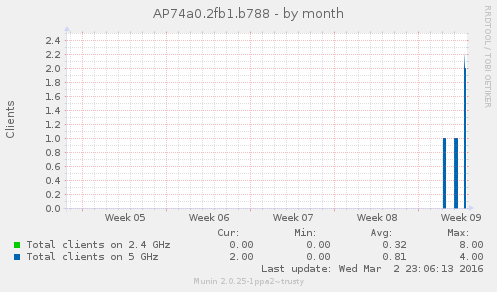 AP74a0.2fb1.b788 - by month
RRDTOOL / TOBI OETIKER
Clients
2.4
2.2
2.0
1.8
1.6
1.4
1.2
1.0
0.8
0.6
0.4
0.2
0.0
Week 05 Week 06 Week 07 Week 08 Week 09
Cur: Min: Avg: Max:
Total clients on 2.4 GHz 0.00 0.00 0.32 8.00
Total clients on 5 GHz 2.00 0.00 0.81 4.00
Last update: Wed Mar 2 23:06:13 2016
Munin 2.0.25-1ppa2~trusty